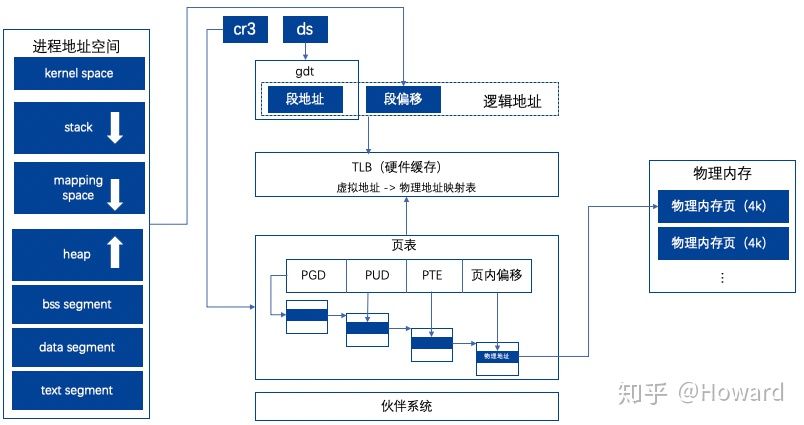 进程地址空间
kernel space
stack
mapping
space
heap
bss segment
data segment
text segment
cr3
ds
gdt
段地址
段偏移
逻辑地址
TLB（硬件缓存）
虚拟地址 -> 物理地址映射表
页表
PGD
PUD
PTE
页内偏移
物理地址
伙伴系统
物理内存
物理内存页（4k）
物理内存页（4k）
⋮
知乎 @Howard